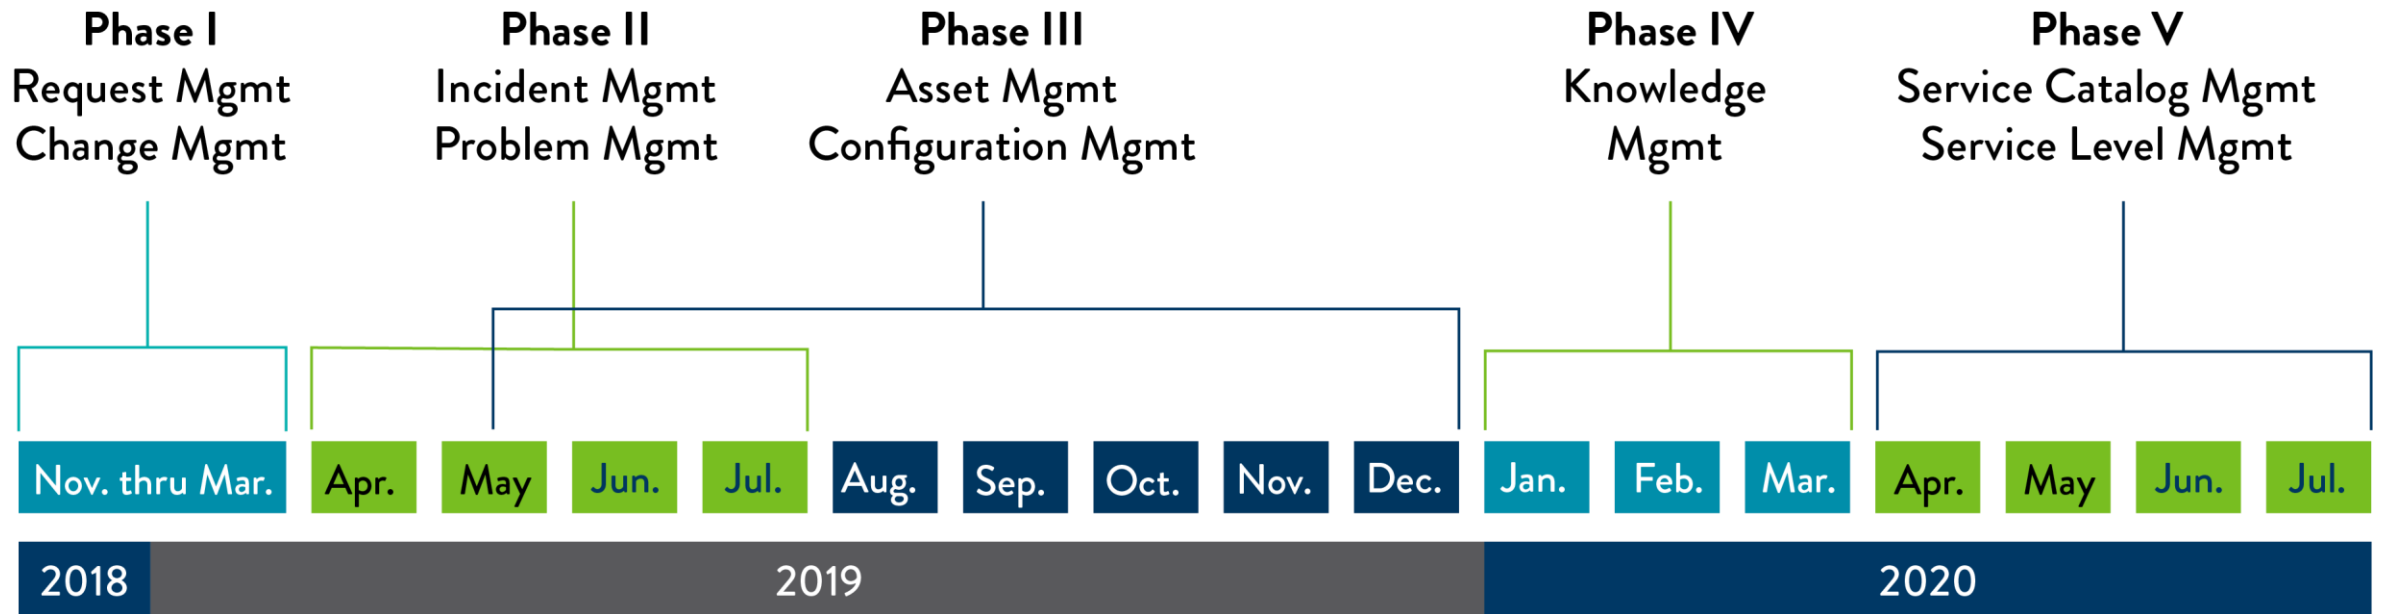 Phase I
Request Mgmt
Change Mgmt
Phase II
Incident Mgmt
Problem Mgmt
Phase III
Asset Mgmt
Configuration Mgmt
Phase IV
Knowledge
Mgmt
Phase V
Service Catalog Mgmt
Service Level Mgmt
Nov. thru Mar. Apr. May Jun. Jul. Aug. Sep. Oct. Nov. Dec. Jan. Feb. Mar. Apr. May Jun. Jul.
2018 2019 2020